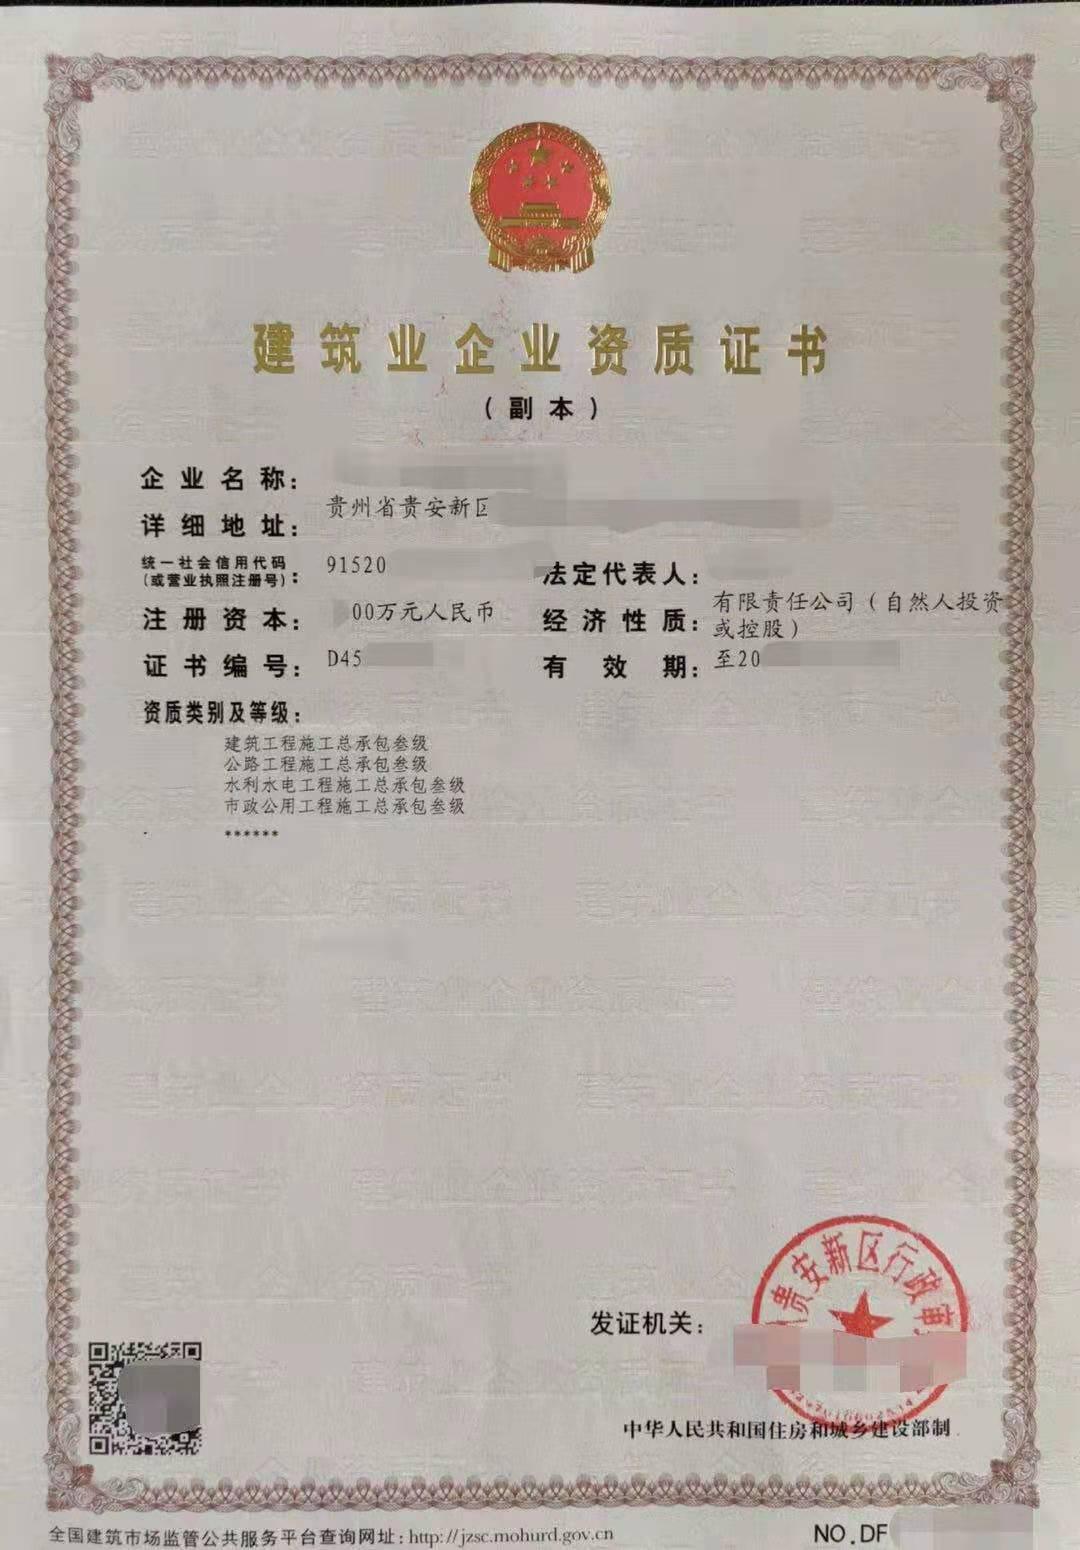 建筑业企业资质证书
（副本）
企业名称：
详细地址：贵州省贵安新区
统一社会信用代码
（或营业执照注册号）：91520
法定代表人：
注册资本：00万元人民币
经济性质：有限责任公司（自然人投资
或控股）
证书编号：D45
有效期：至20
资质类别及等级：
建筑工程施工总承包叁级
公路工程施工总承包叁级
水利水电工程施工总承包叁级
市政公用工程施工总承包叁级
******
贵安新区行政审
发证机关：
中华人民共和国住房和城乡建设部制
全国建筑市场监管公共服务平台查询网址：http://jzsc.mohurd.gov.cn
NO.DF